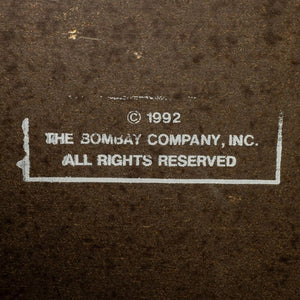 © 1992
THE BOMBAY COMPANY, INC.
ALL RIGHTS RESERVED